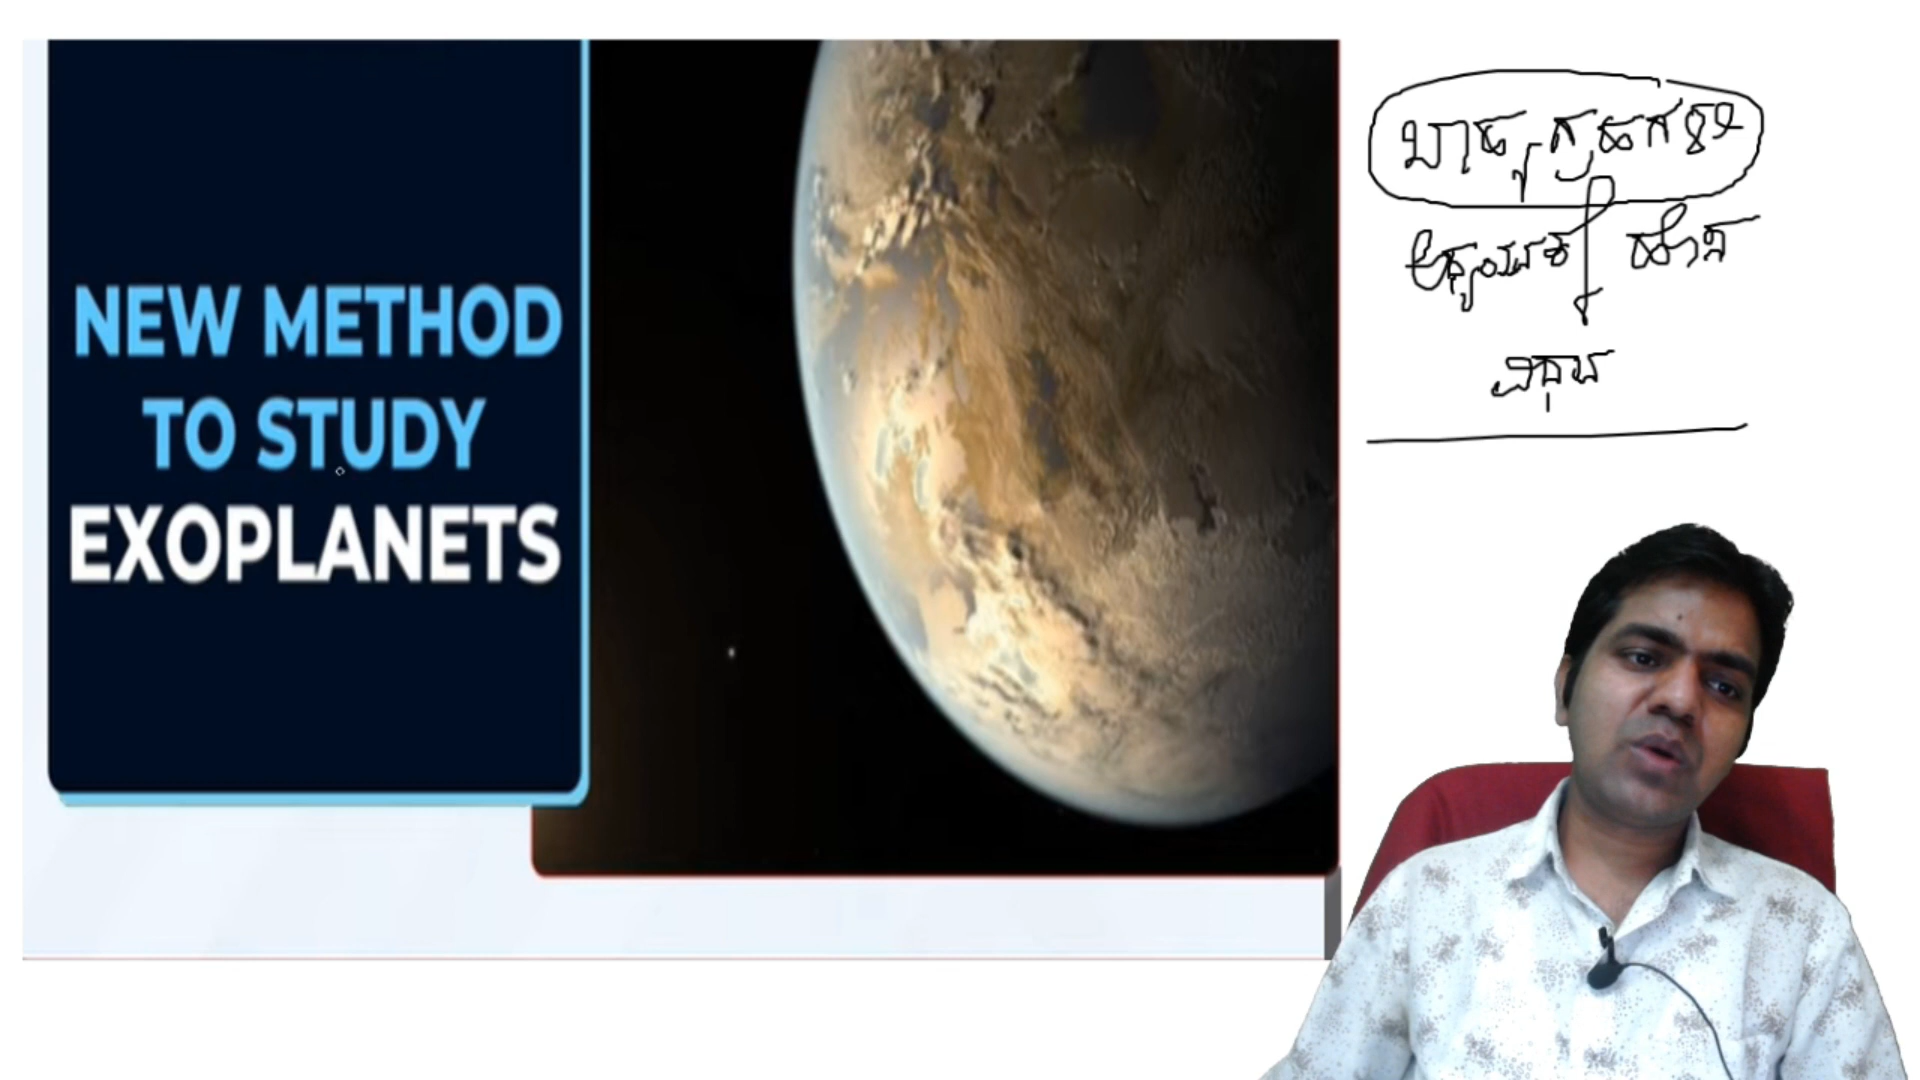 NEW METHOD
TO STUDY
EXOPLANETS
ಬಾಹ್ಯ ಗ್ರಹಗಳ
ಅಧ್ಯಯನಕ್ಕೆ ಹೊಸ
ವಿಧಾನ